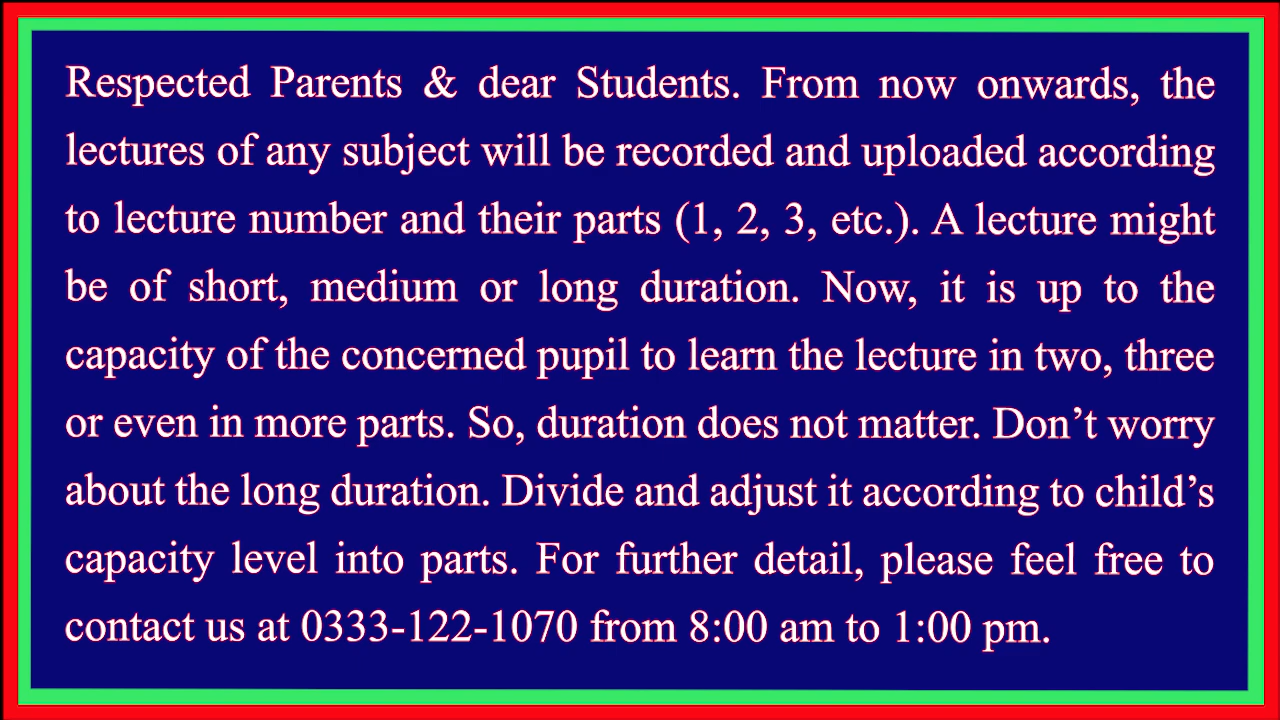 Respected Parents & dear Students. From now onwards, the
lectures of any subject will be recorded and uploaded according
to lecture number and their parts (1, 2, 3, etc.). A lecture might
be of short, medium or long duration. Now, it is up to the
capacity of the concerned pupil to learn the lecture in two, three
or even in more parts. So, duration does not matter. Don’t worry
about the long duration. Divide and adjust it according to child’s
capacity level into parts. For further detail, please feel free to
contact us at 0333-122-1070 from 8:00 am to 1:00 pm.